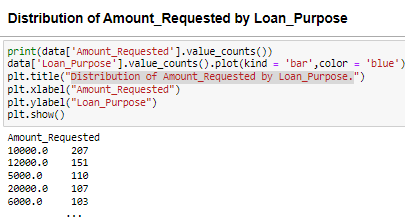 Distribution of Amount_Requested by Loan_Purpose
print(data['Amount_Requested'].value_counts())
data['Loan_Purpose'].value_counts().plot(kind = 'bar',color = 'blue')
plt.title("Distribution of Amount_Requested by Loan_Purpose.")
plt.xlabel("Amount_Requested")
plt.ylabel("Loan_Purpose")
plt.show()
Amount_Requested
10000.0 207
12000.0 151
5000.0 110
20000.0 107
6000.0 103
...